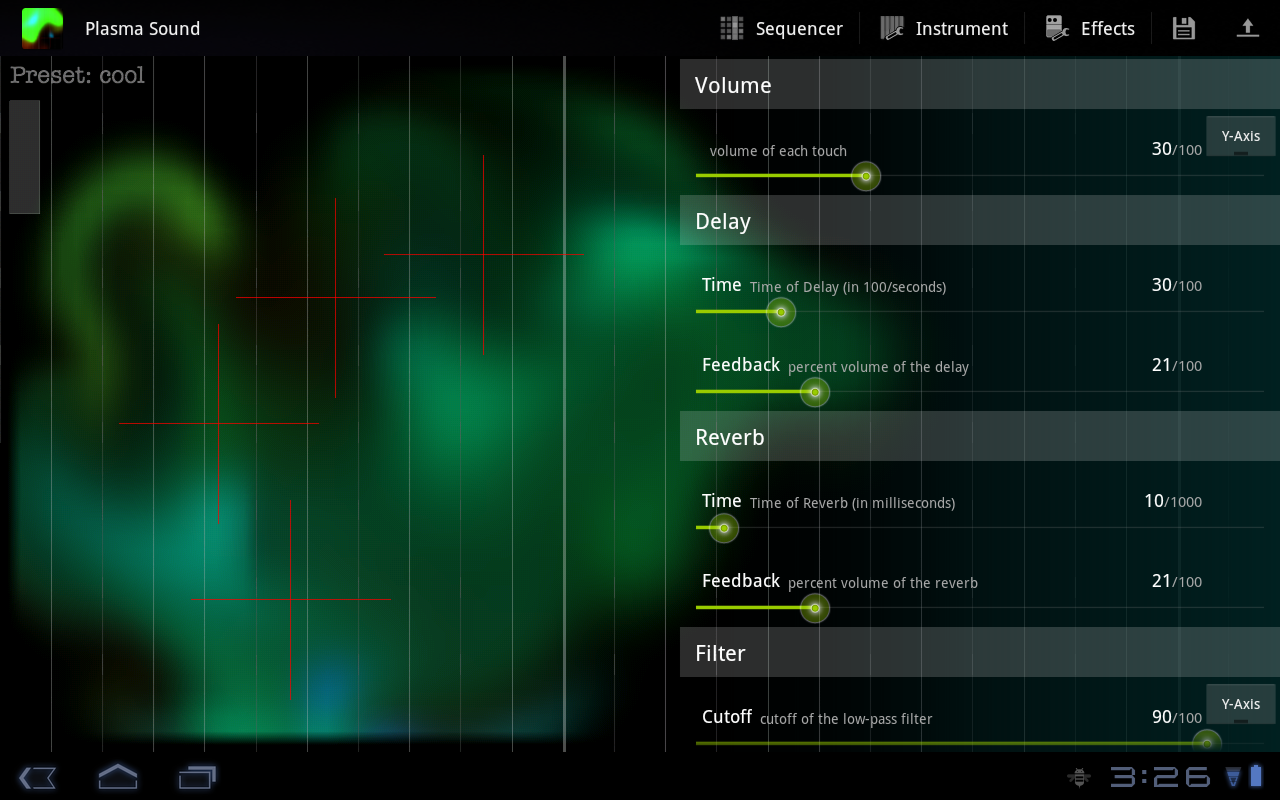 Plasma Sound
Sequencer
Instrument
Effects
Preset: cool
Volume
volume of each touch
30/100
Y-Axis
Delay
Time Time of Delay (in 100/seconds)
30/100
Feedback percent volume of the delay
21/100
Reverb
Time Time of Reverb (in milliseconds)
10/1000
Feedback percent volume of the reverb
21/100
Filter
Cutoff cutoff of the low-pass filter
90/100
Y-Axis
3:26